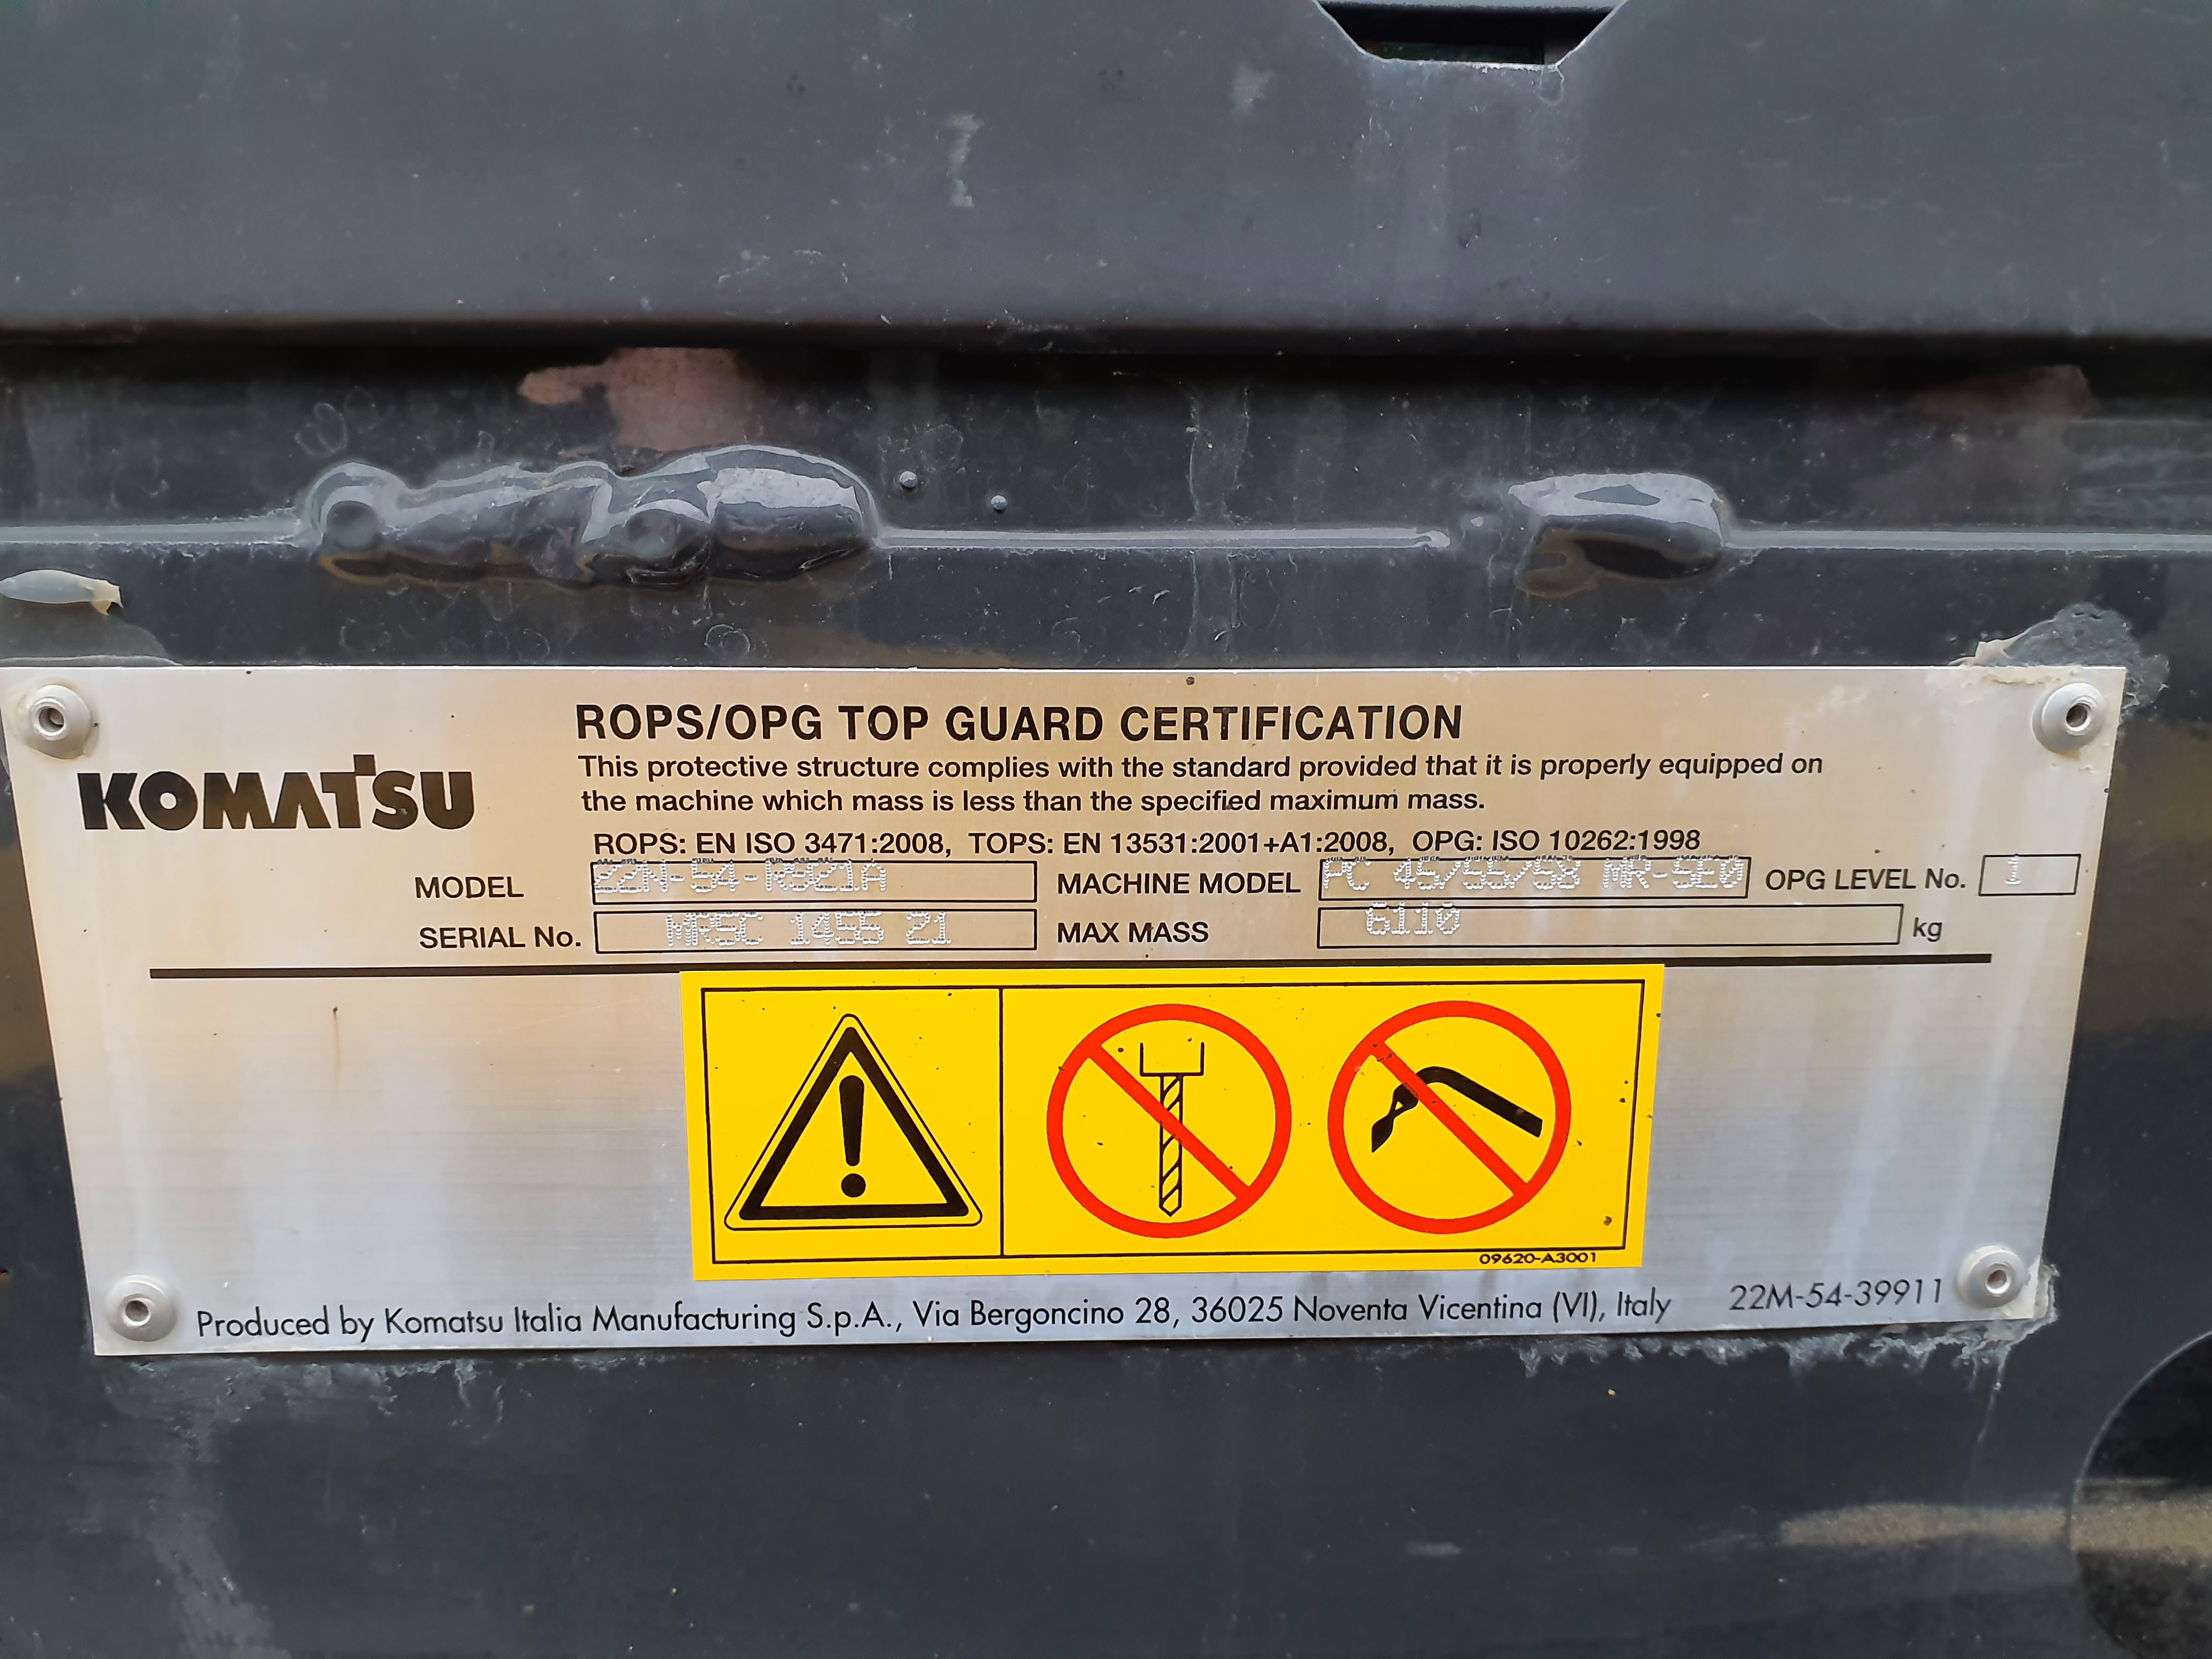 ROPS/OPG TOP GUARD CERTIFICATION
KOMATSU
This protective structure complies with the standard provided that it is properly equipped on
the machine which mass is less than the specified maximum mass.
ROPS: EN ISO 3471:2008, TOPS: EN 13531:2001+A1:2008, OPG: ISO 10262:1998
MODEL 22N-54-R921A MACHINE MODEL PC 45/55/58 MR-5E0 OPG LEVEL No. 1
SERIAL No. MRSC 1455 21 MAX MASS 6110 kg
09620-A3001
Produced by Komatsu Italia Manufacturing S.p.A., Via Bergoncino 28, 36025 Noventa Vicentina (VI), Italy 22M-54-39911